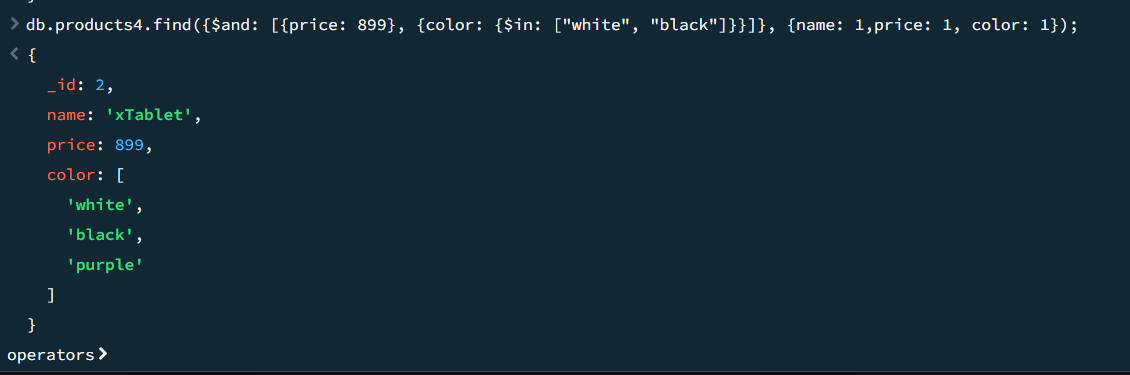 > db.products4.find({$and: [{price: 899}, {color: {$in: ["white", "black"]}}]}, {name: 1,price: 1, color: 1});
< {
_id: 2,
name: 'xTablet',
price: 899,
color: [
'white',
'black',
'purple'
]
}
operators>